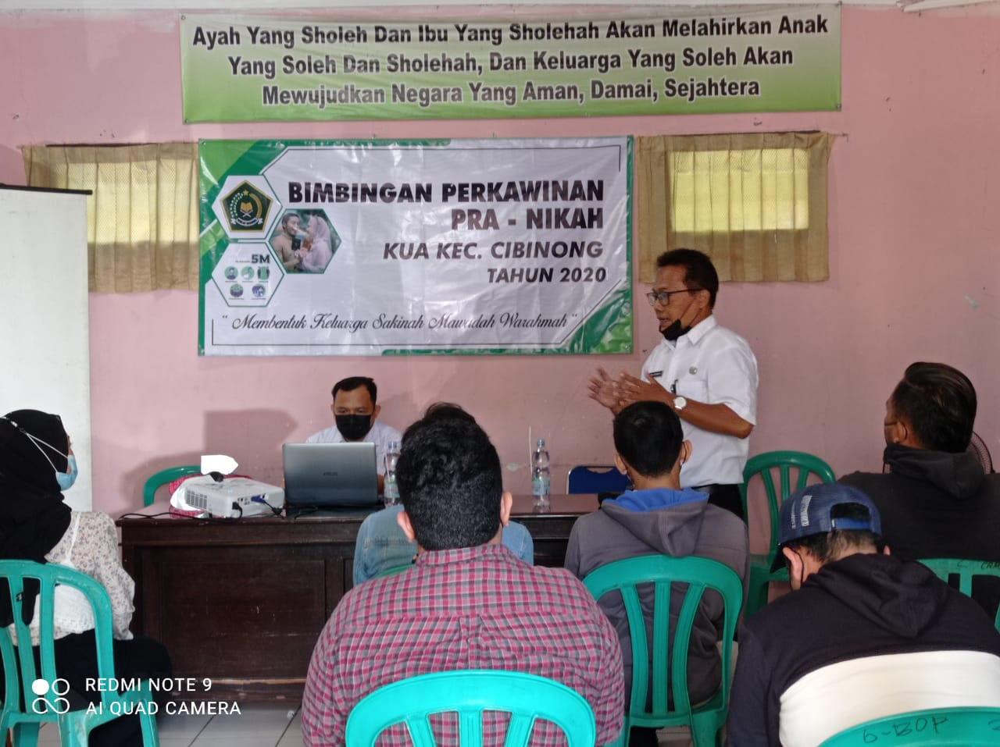 Ayah Yang Sholeh Dan Ibu Yang Sholehah Akan Melahirkan Anak
Yang Soleh Dan Sholehah, Dan Keluarga Yang Soleh Akan
Mewujudkan Negara Yang Aman, Damai, Sejahtera
BIMBINGAN PERKAWINAN
PRA - NIKAH
KUA KEC. CIBINONG
TAHUN 2020
5M
" Membentuk Keluarga Sakinah Mawadah Warahmah "
ASUS
6-BOP
REDMI NOTE 9
AI QUAD CAMERA